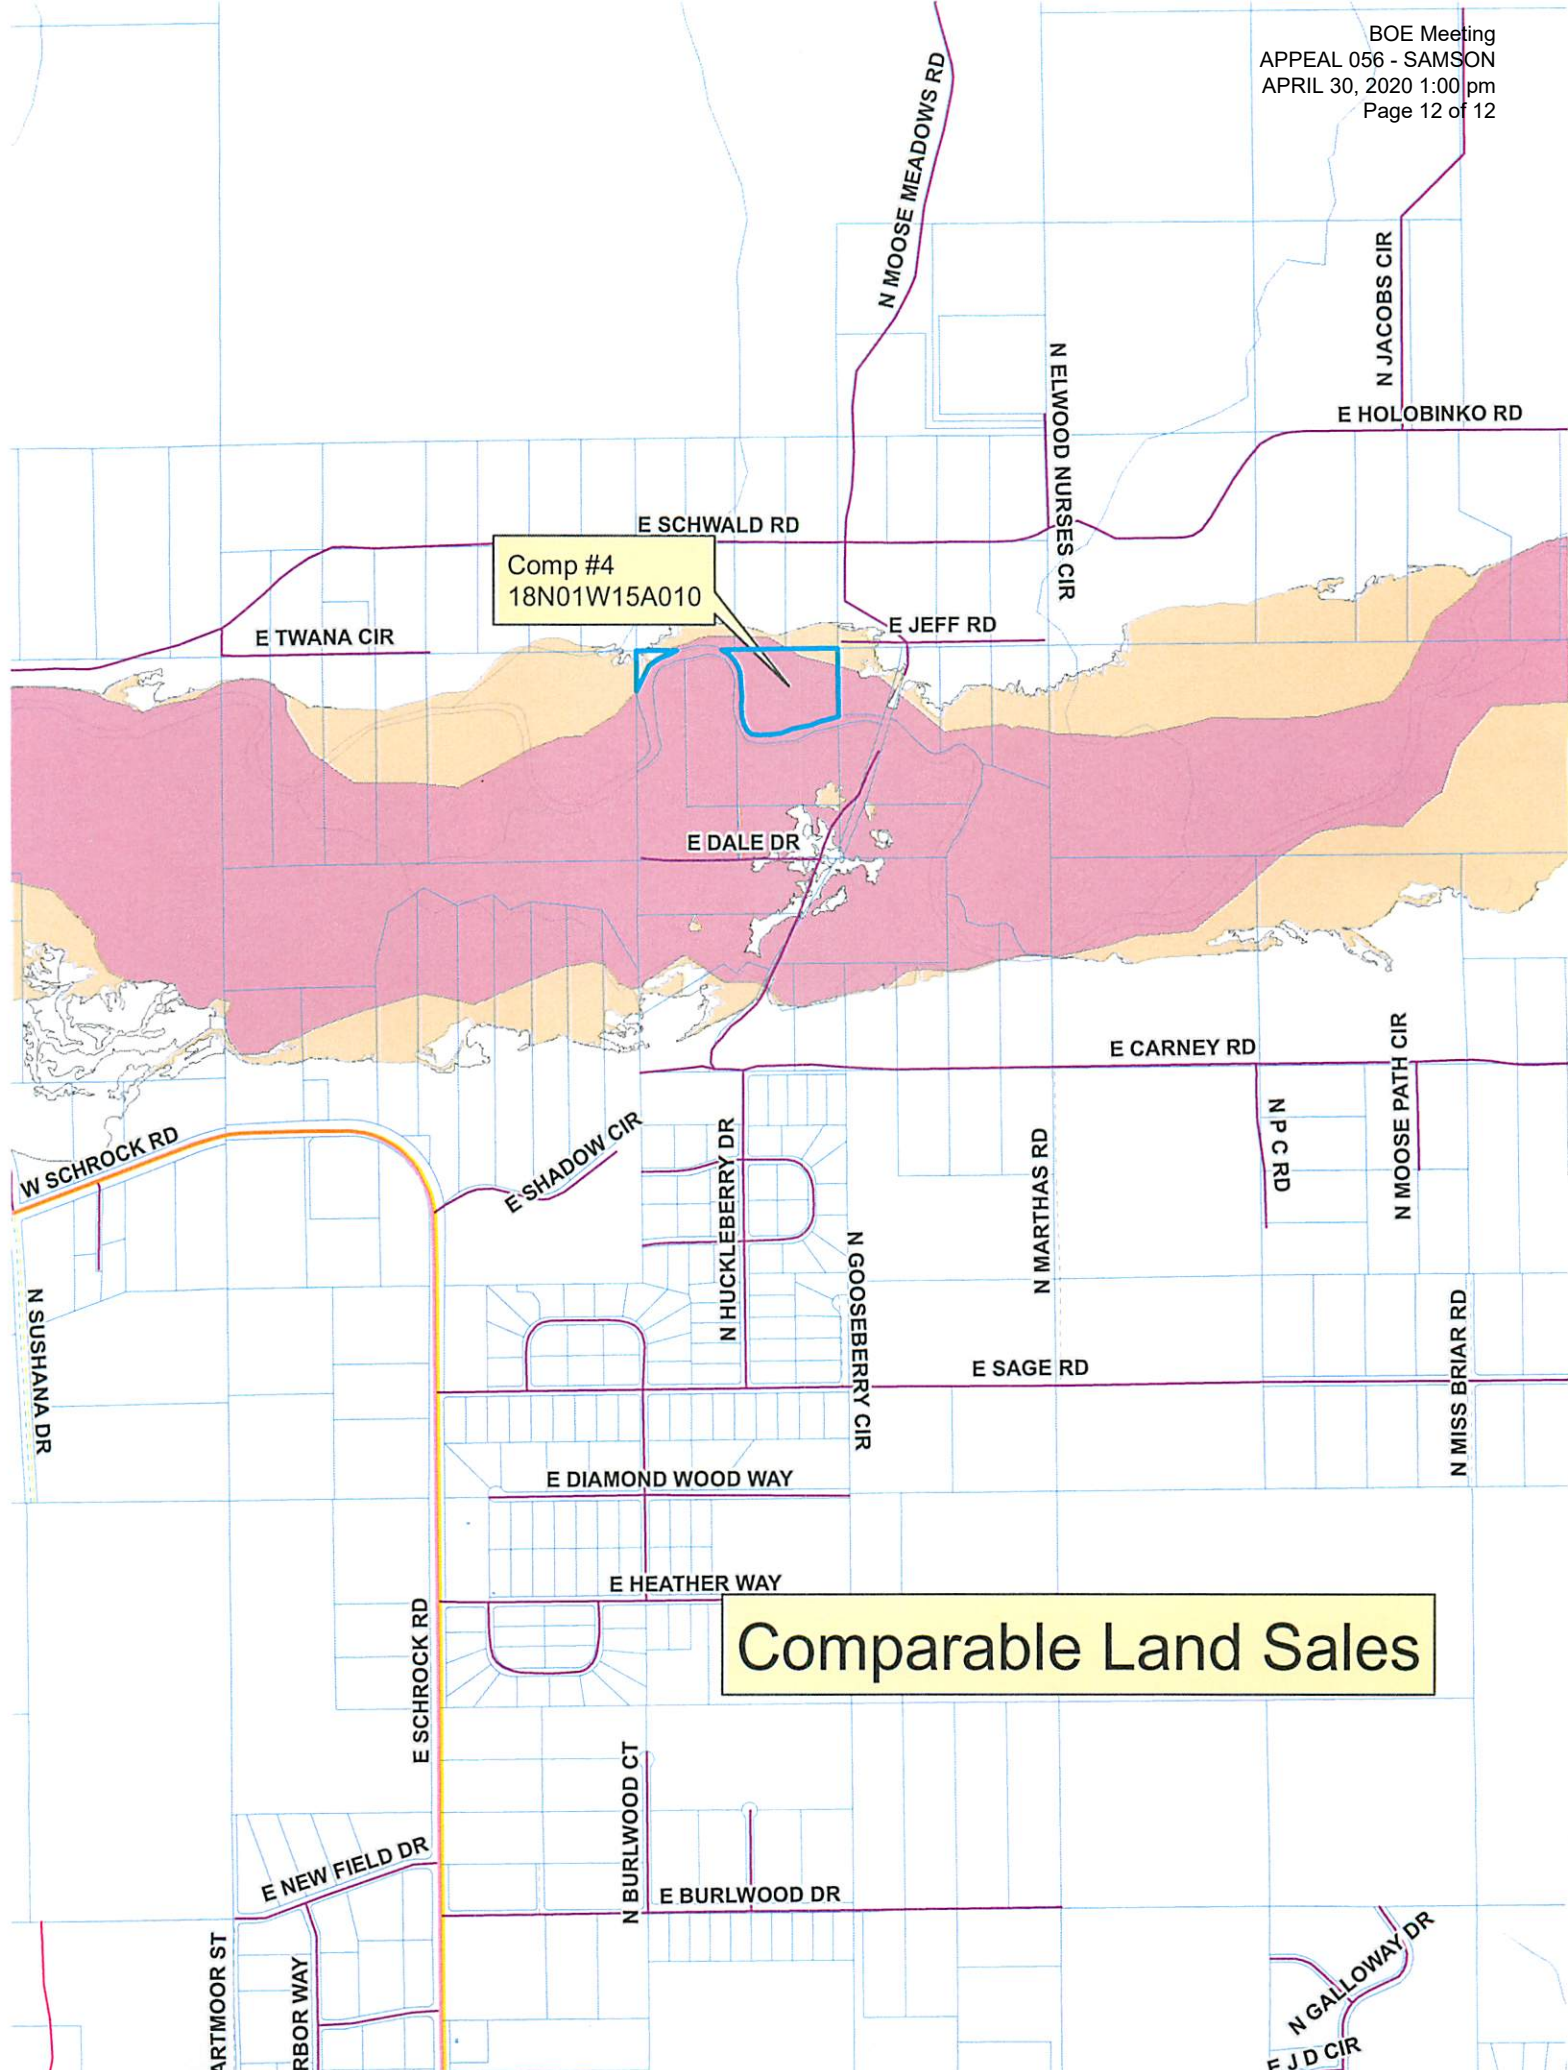 BOE Meeting
APPEAL 056 - SAMSON
APRIL 30, 2020 1:00 pm
Page 12 of 12
N MOOSE MEADOWS RD
N JACOBS CIR
N ELWOOD NURSES CIR
E HOLOBINKO RD
E SCHWALD RD
Comp #4
18N01W15A010
E TWANA CIR
E JEFF RD
E DALE DR
E CARNEY RD
N MOOSE PATH CIR
N P C RD
W SCHROCK RD
E SHADOW CIR
N HUCKLEBERRY DR
N MARTHAS RD
N GOOSEBERRY CIR
N SUSHANA DR
N MISS BRIAR RD
E SAGE RD
E DIAMOND WOOD WAY
E HEATHER WAY
E SCHROCK RD
Comparable Land Sales
N BURLWOOD CT
E NEW FIELD DR
E BURLWOOD DR
N GALLOWAY DR
ARTMOOR ST
RBOR WAY
E J D CIR